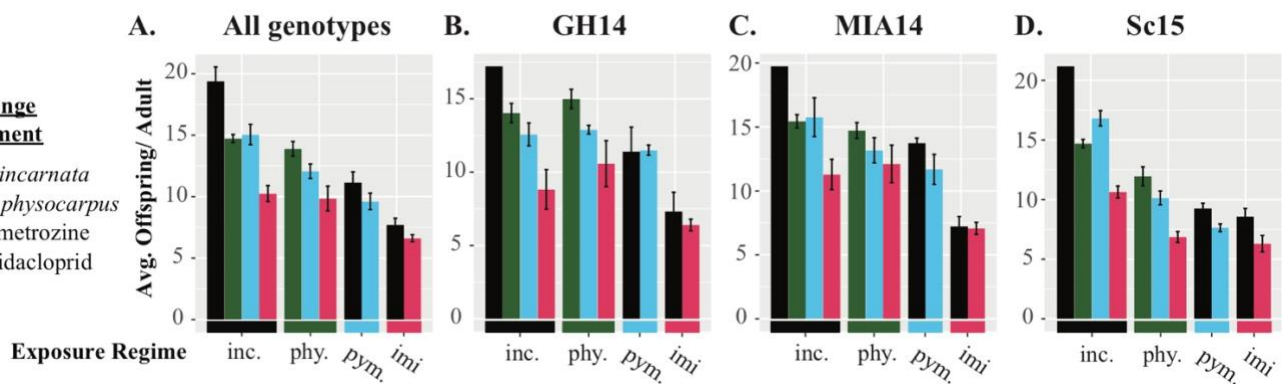 A. All genotypes B. GH14 C. MIA14 D. Sc15
Avg. Offspring/ Adult
20
15
10
5
0
15
10
5
0
20
15
10
5
0
20
15
10
5
0
nge
ment
incarnata
physocarpus
metrozine
idacloprid
Exposure Regime inc. phy. pym. imi inc. phy. pym. imi inc. phy. pym. imi inc. phy. pym. imi